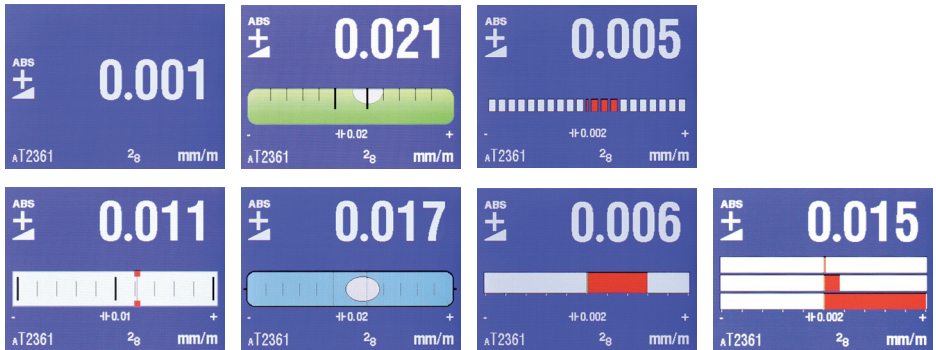 ABS
+
0.001
AT2361
28
mm/m
ABS
+
0.021
-
⊣⊢0.02
+
AT2361
28
mm/m
ABS
+
0.005
-
⊣⊢0.002
+
AT2361
28
mm/m
ABS
+
0.011
-
⊣⊢0.01
+
AT2361
28
mm/m
ABS
+
0.017
-
⊣⊢0.02
+
AT2361
28
mm/m
ABS
+
0.006
-
⊣⊢0.002
+
AT2361
28
mm/m
ABS
+
0.015
-
⊣⊢0.002
+
AT2361
28
mm/m